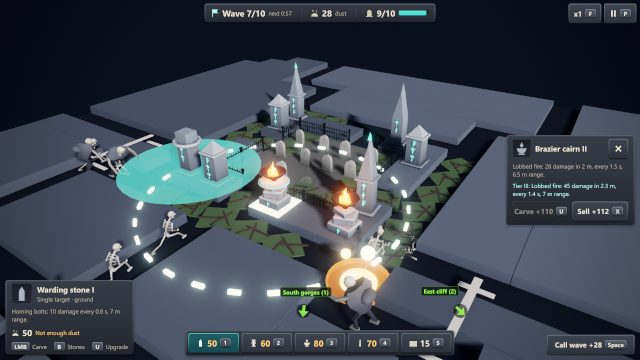 Wave 7/10 next 0:57 28 dust 9/10
x1 F
P
Brazier cairn II
Lobbed fire: 28 damage in 2 m, every 1.5 s,
6.5 m range.
Tier III: Lobbed fire: 45 damage in 2.3 m,
every 1.4 s, 7 m range.
Carve +110 U Sell +112 X
South gorges (1)
East cliff (2)
Warding stone I
Single target · ground
Homing bolts: 10 damage every 0.8 s, 7
m range.
50 Not enough dust
LMB Carve B Stones U Upgrade
50 1
60 2
80 3
70 4
15 5
Call wave +28 Space